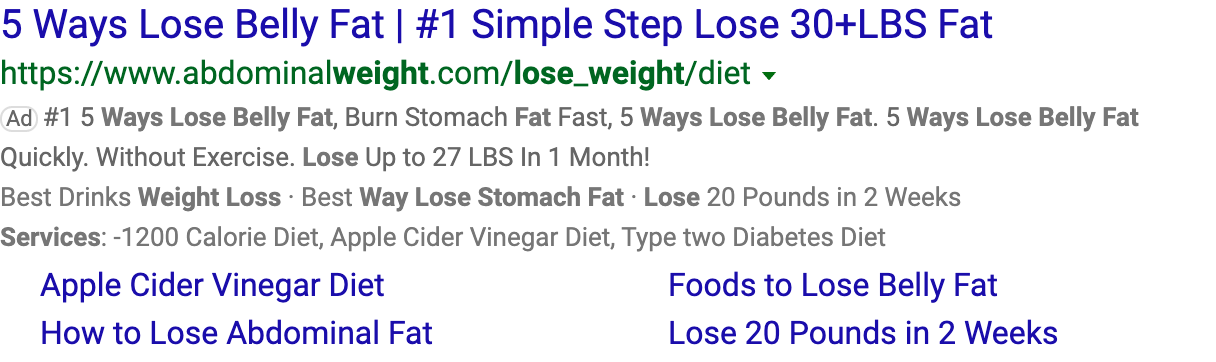 5 Ways Lose Belly Fat | #1 Simple Step Lose 30+LBS Fat
https://www.abdominalweight.com/lose_weight/diet
Ad #1 5 Ways Lose Belly Fat, Burn Stomach Fat Fast, 5 Ways Lose Belly Fat. 5 Ways Lose Belly Fat
Quickly. Without Exercise. Lose Up to 27 LBS In 1 Month!
Best Drinks Weight Loss · Best Way Lose Stomach Fat · Lose 20 Pounds in 2 Weeks
Services: -1200 Calorie Diet, Apple Cider Vinegar Diet, Type two Diabetes Diet
Apple Cider Vinegar Diet Foods to Lose Belly Fat
How to Lose Abdominal Fat Lose 20 Pounds in 2 Weeks